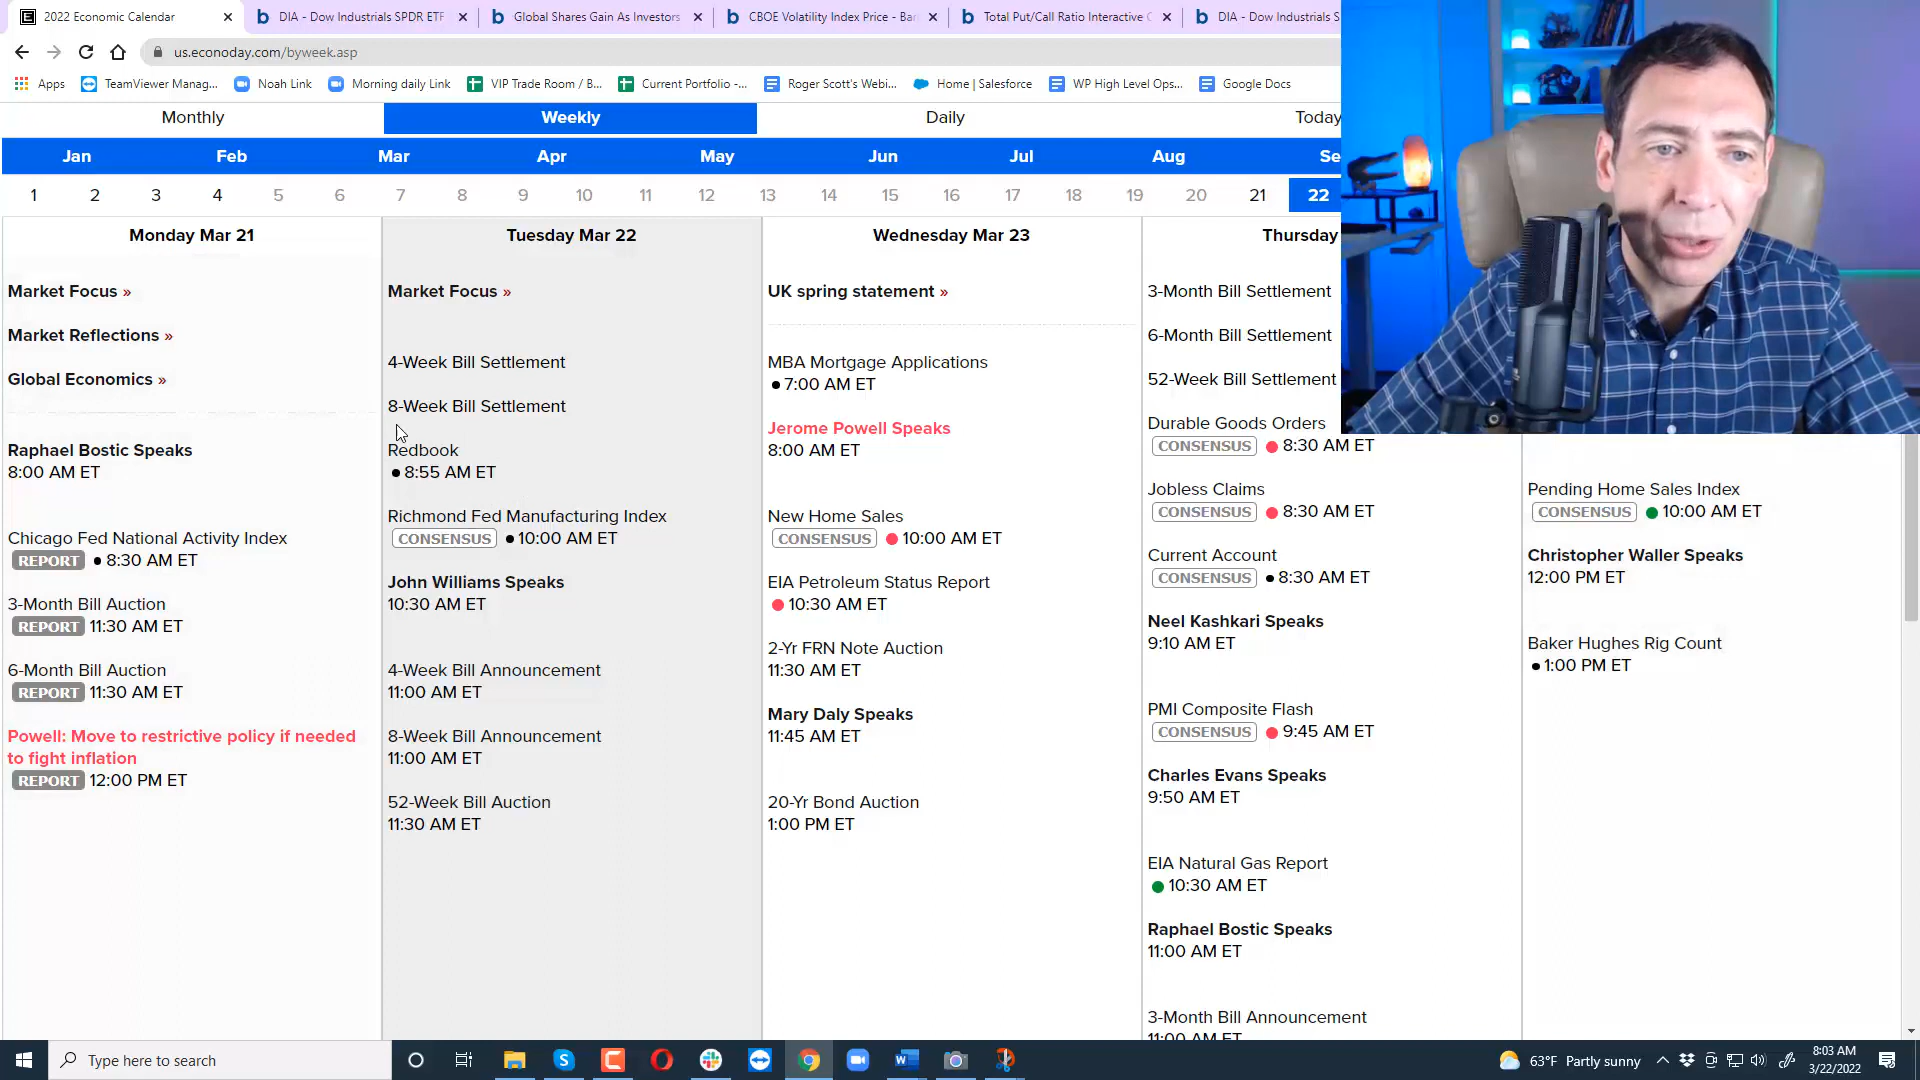 2022 Economic Calendar
DIA - Dow Industrials SPDR ETF
Global Shares Gain As Investors
CBOE Volatility Index Price - Bar
Total Put/Call Ratio Interactive C
DIA - Dow Industrials S
us.econoday.com/byweek.asp
Apps
TeamViewer Manag...
Noah Link
Morning daily Link
VIP Trade Room / B...
Current Portfolio -...
Roger Scott's Webi...
Home | Salesforce
WP High Level Ops...
Google Docs
Monthly
Weekly
Daily
Today
Jan Feb Mar Apr May Jun Jul Aug Se
1 2 3 4 5 6 7 8 9 10 11 12 13 14 15 16 17 18 19 20 21 22
Monday Mar 21
Market Focus »
Market Reflections »
Global Economics »
Raphael Bostic Speaks
8:00 AM ET
Chicago Fed National Activity Index
REPORT 8:30 AM ET
3-Month Bill Auction
REPORT 11:30 AM ET
6-Month Bill Auction
REPORT 11:30 AM ET
Powell: Move to restrictive policy if needed
to fight inflation
REPORT 12:00 PM ET
Tuesday Mar 22
Market Focus »
4-Week Bill Settlement
8-Week Bill Settlement
Redbook
8:55 AM ET
Richmond Fed Manufacturing Index
CONSENSUS 10:00 AM ET
John Williams Speaks
10:30 AM ET
4-Week Bill Announcement
11:00 AM ET
8-Week Bill Announcement
11:00 AM ET
52-Week Bill Auction
11:30 AM ET
Wednesday Mar 23
UK spring statement »
MBA Mortgage Applications
7:00 AM ET
Jerome Powell Speaks
8:00 AM ET
New Home Sales
CONSENSUS 10:00 AM ET
EIA Petroleum Status Report
10:30 AM ET
2-Yr FRN Note Auction
11:30 AM ET
Mary Daly Speaks
11:45 AM ET
20-Yr Bond Auction
1:00 PM ET
Thursday
3-Month Bill Settlement
6-Month Bill Settlement
52-Week Bill Settlement
Durable Goods Orders
CONSENSUS 8:30 AM ET
Jobless Claims
CONSENSUS 8:30 AM ET
Current Account
CONSENSUS 8:30 AM ET
Neel Kashkari Speaks
9:10 AM ET
PMI Composite Flash
CONSENSUS 9:45 AM ET
Charles Evans Speaks
9:50 AM ET
EIA Natural Gas Report
10:30 AM ET
Raphael Bostic Speaks
11:00 AM ET
3-Month Bill Announcement
11:00 AM ET
Pending Home Sales Index
CONSENSUS 10:00 AM ET
Christopher Waller Speaks
12:00 PM ET
Baker Hughes Rig Count
1:00 PM ET
Type here to search
63°F Partly sunny
8:03 AM
3/22/2022